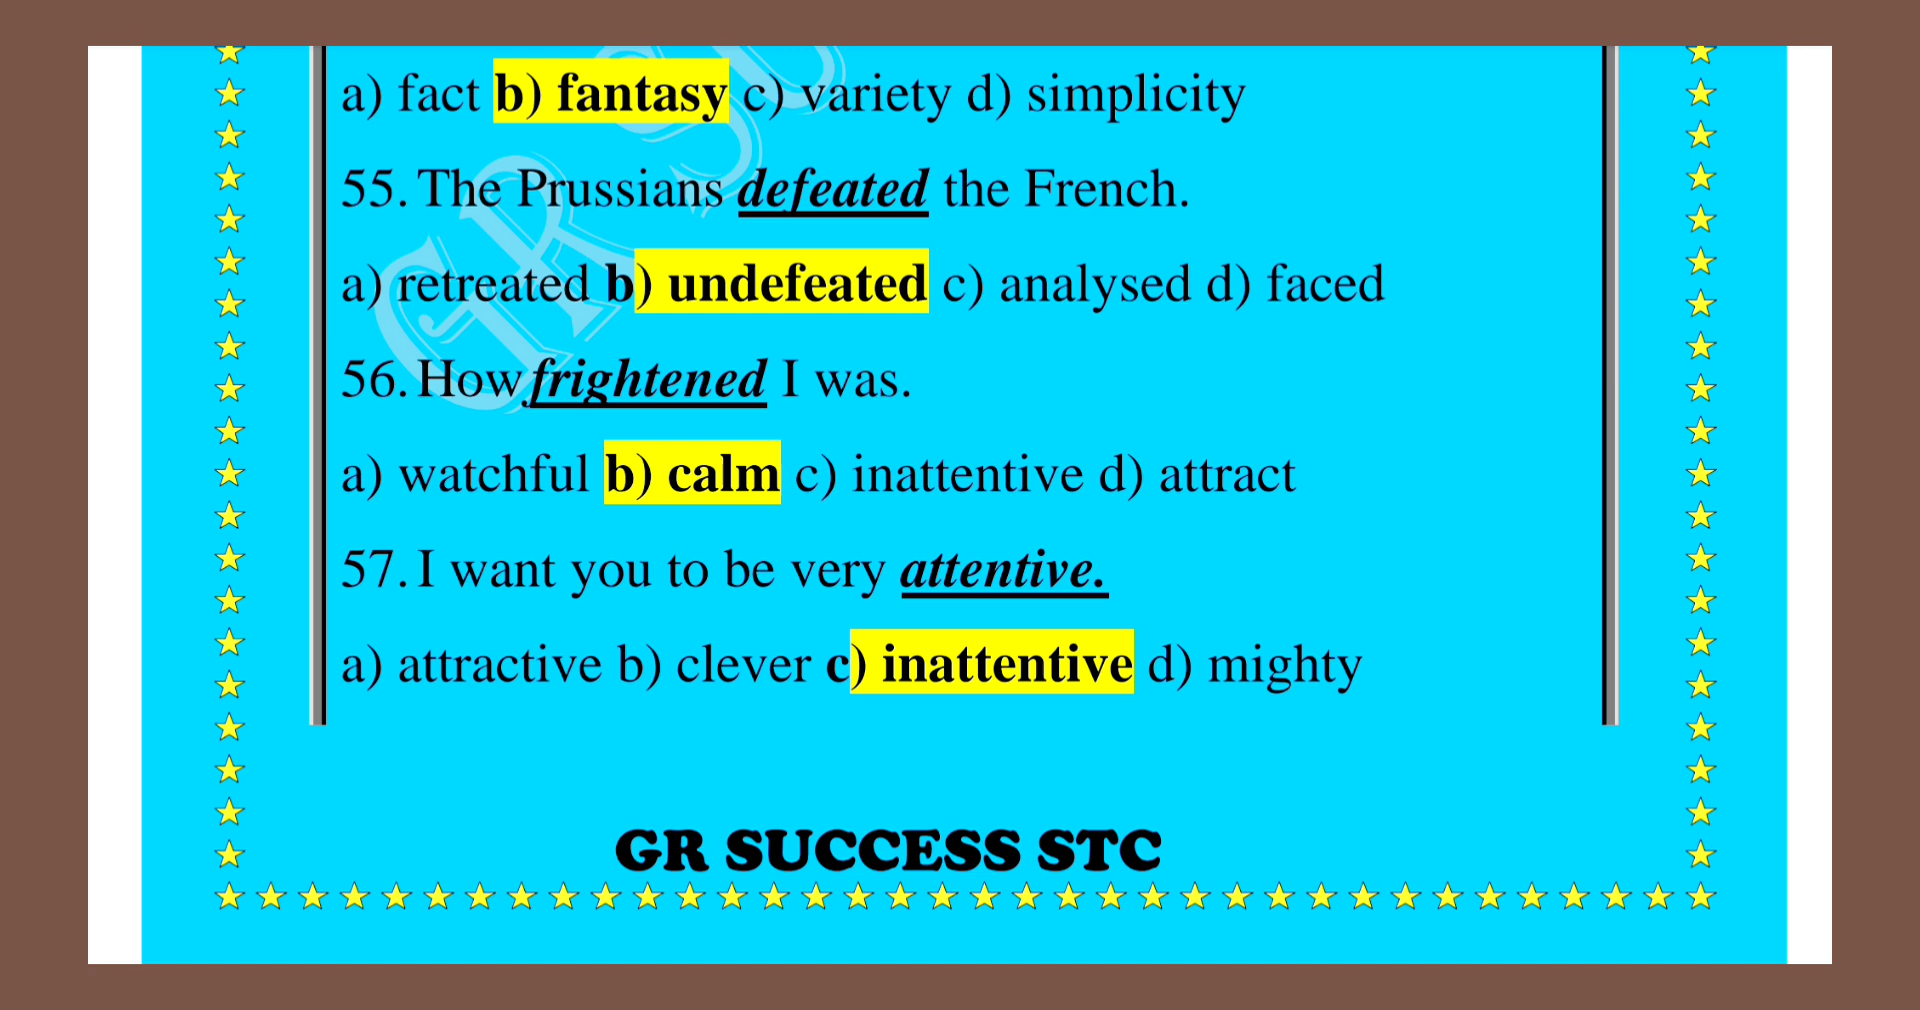 a) fact b) fantasy c) variety d) simplicity
55. The Prussians defeated the French.
a) retreated b) undefeated c) analysed d) faced
56. How frightened I was.
a) watchful b) calm c) inattentive d) attract
57. I want you to be very attentive.
a) attractive b) clever c) inattentive d) mighty
GR SUCCESS STC